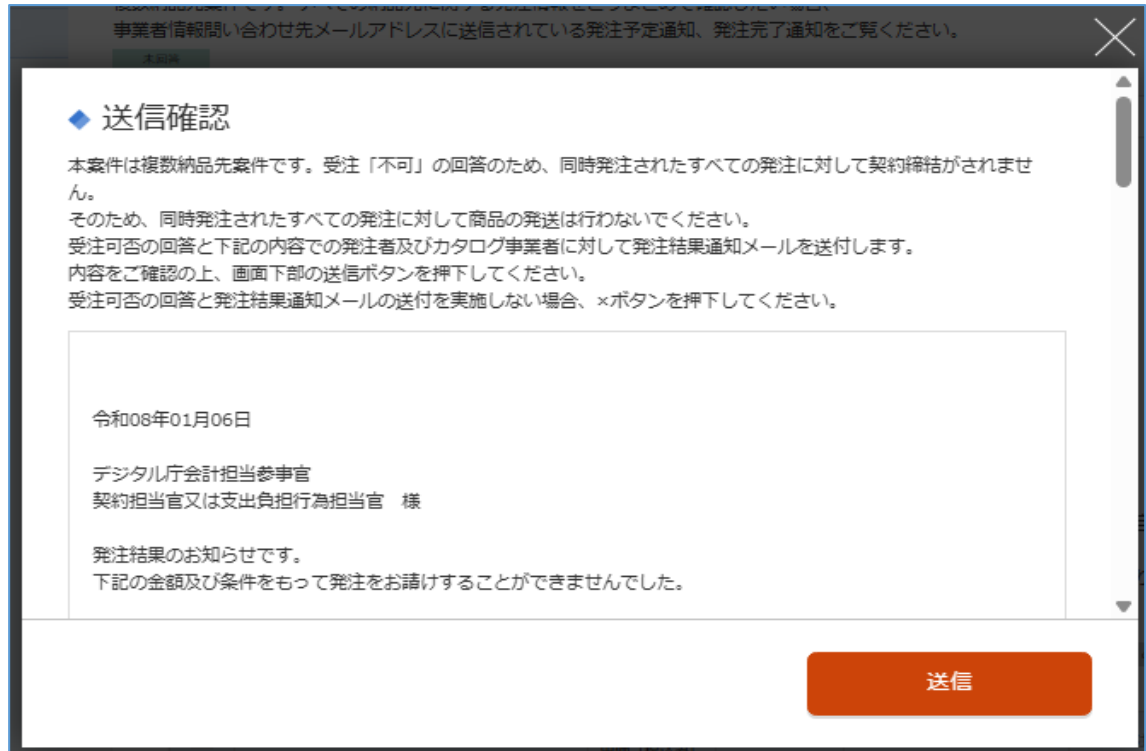 事業者情報問い合わせ先メールアドレスに送信されている発注予定通知、発注完了通知をご覧ください。
未回答
送信確認
本案件は複数納品先案件です。受注「不可」の回答のため、同時発注されたすべての発注に対して契約締結がされませ
ん。
そのため、同時発注されたすべての発注に対して商品の発送は行わないでください。
受注可否の回答と下記の内容での発注者及びカタログ事業者に対して発注結果通知メールを送付します。
内容をご確認の上、画面下部の送信ボタンを押下してください。
受注可否の回答と発注結果通知メールの送付を実施しない場合、×ボタンを押下してください。
令和08年01月06日
デジタル庁会計担当参事官
契約担当官又は支出負担行為担当官　様
発注結果のお知らせです。
下記の金額及び条件をもって発注をお請けすることができませんでした。
送信